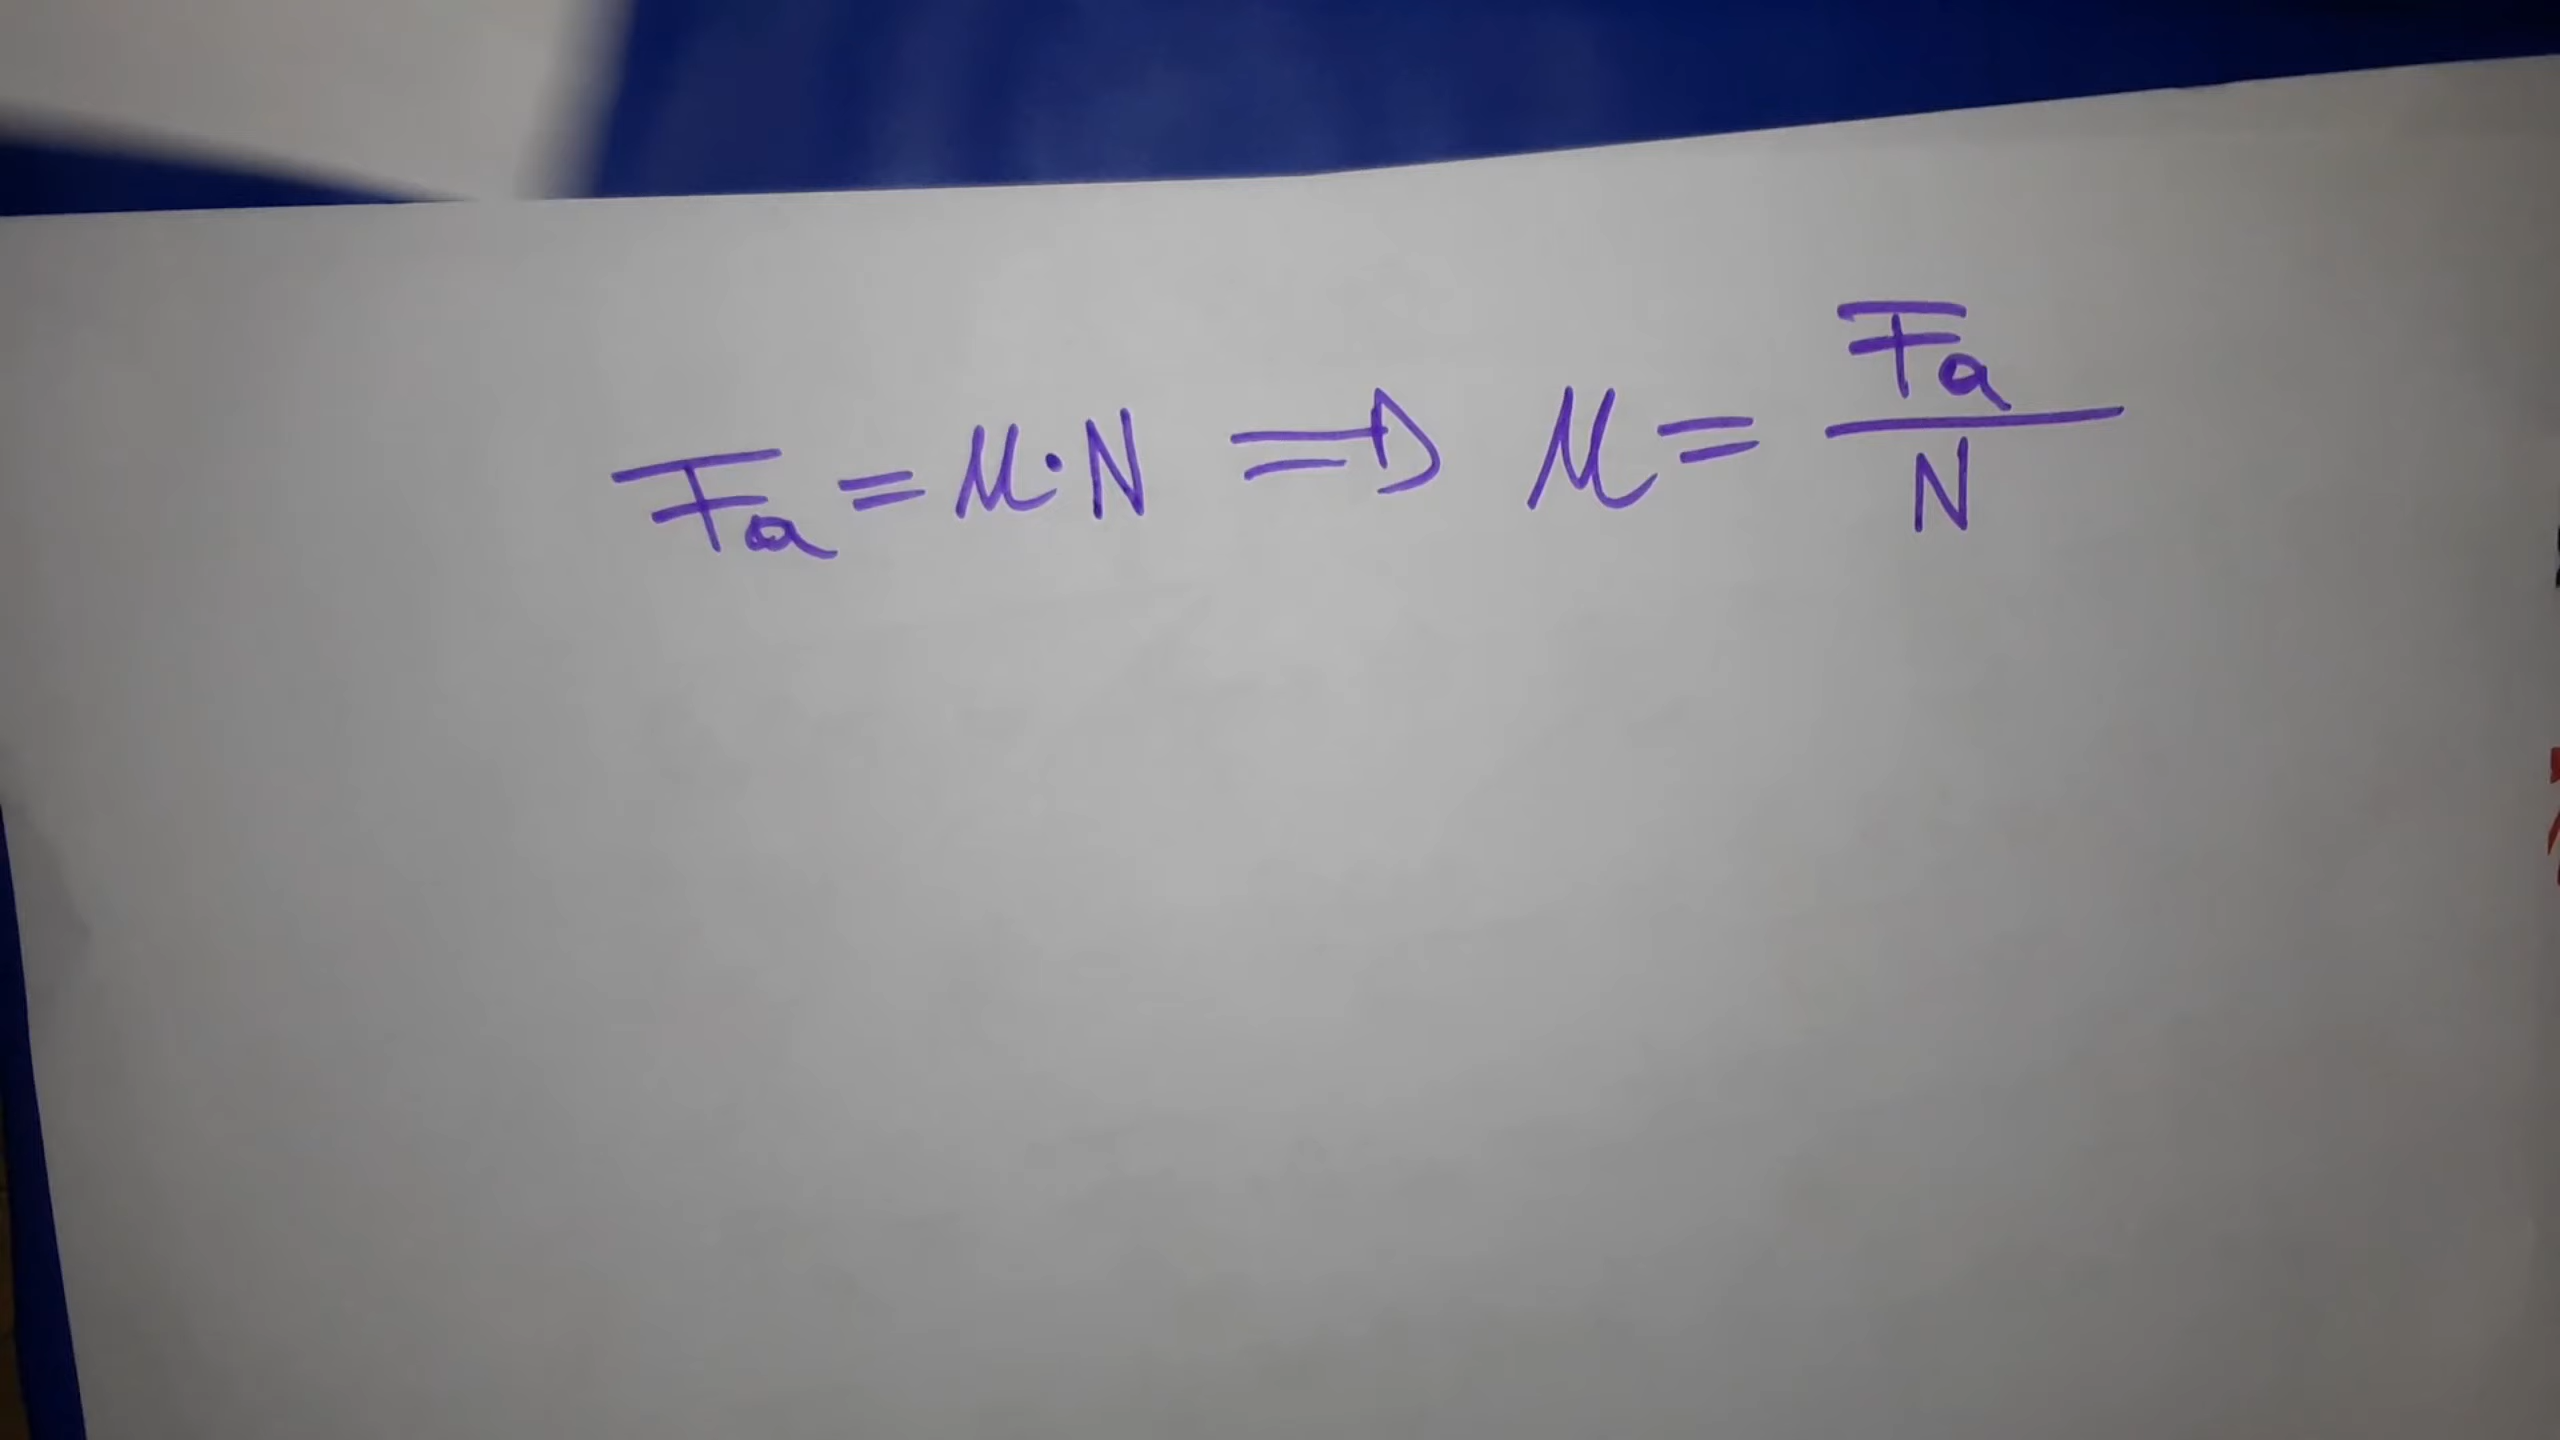 Fa = μ · N ⇒ μ = Fa / N